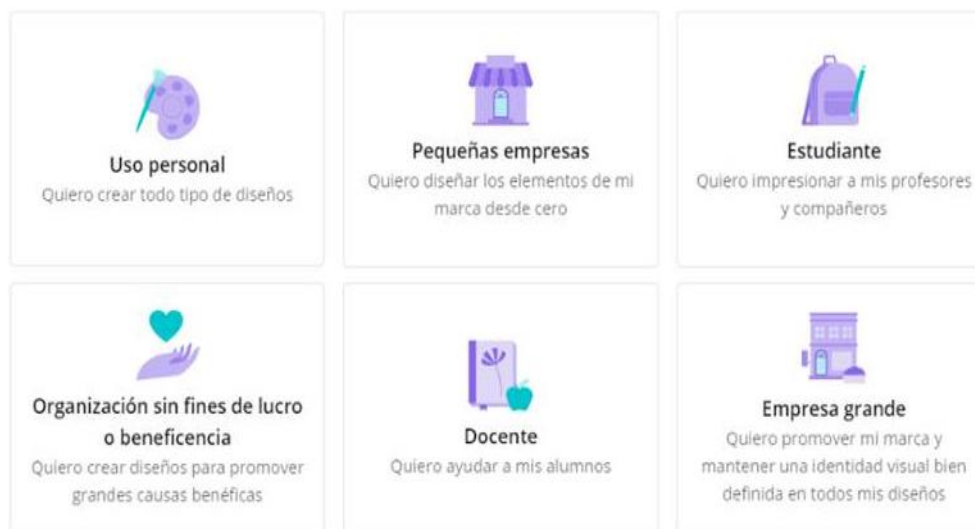 Uso personal
Quiero crear todo tipo de diseños
Pequeñas empresas
Quiero diseñar los elementos de mi
marca desde cero
Estudiante
Quiero impresionar a mis profesores
y compañeros
Organización sin fines de lucro
o beneficencia
Quiero crear diseños para promover
grandes causas benéficas
Docente
Quiero ayudar a mis alumnos
Empresa grande
Quiero promover mi marca y
mantener una identidad visual bien
definida en todos mis diseños